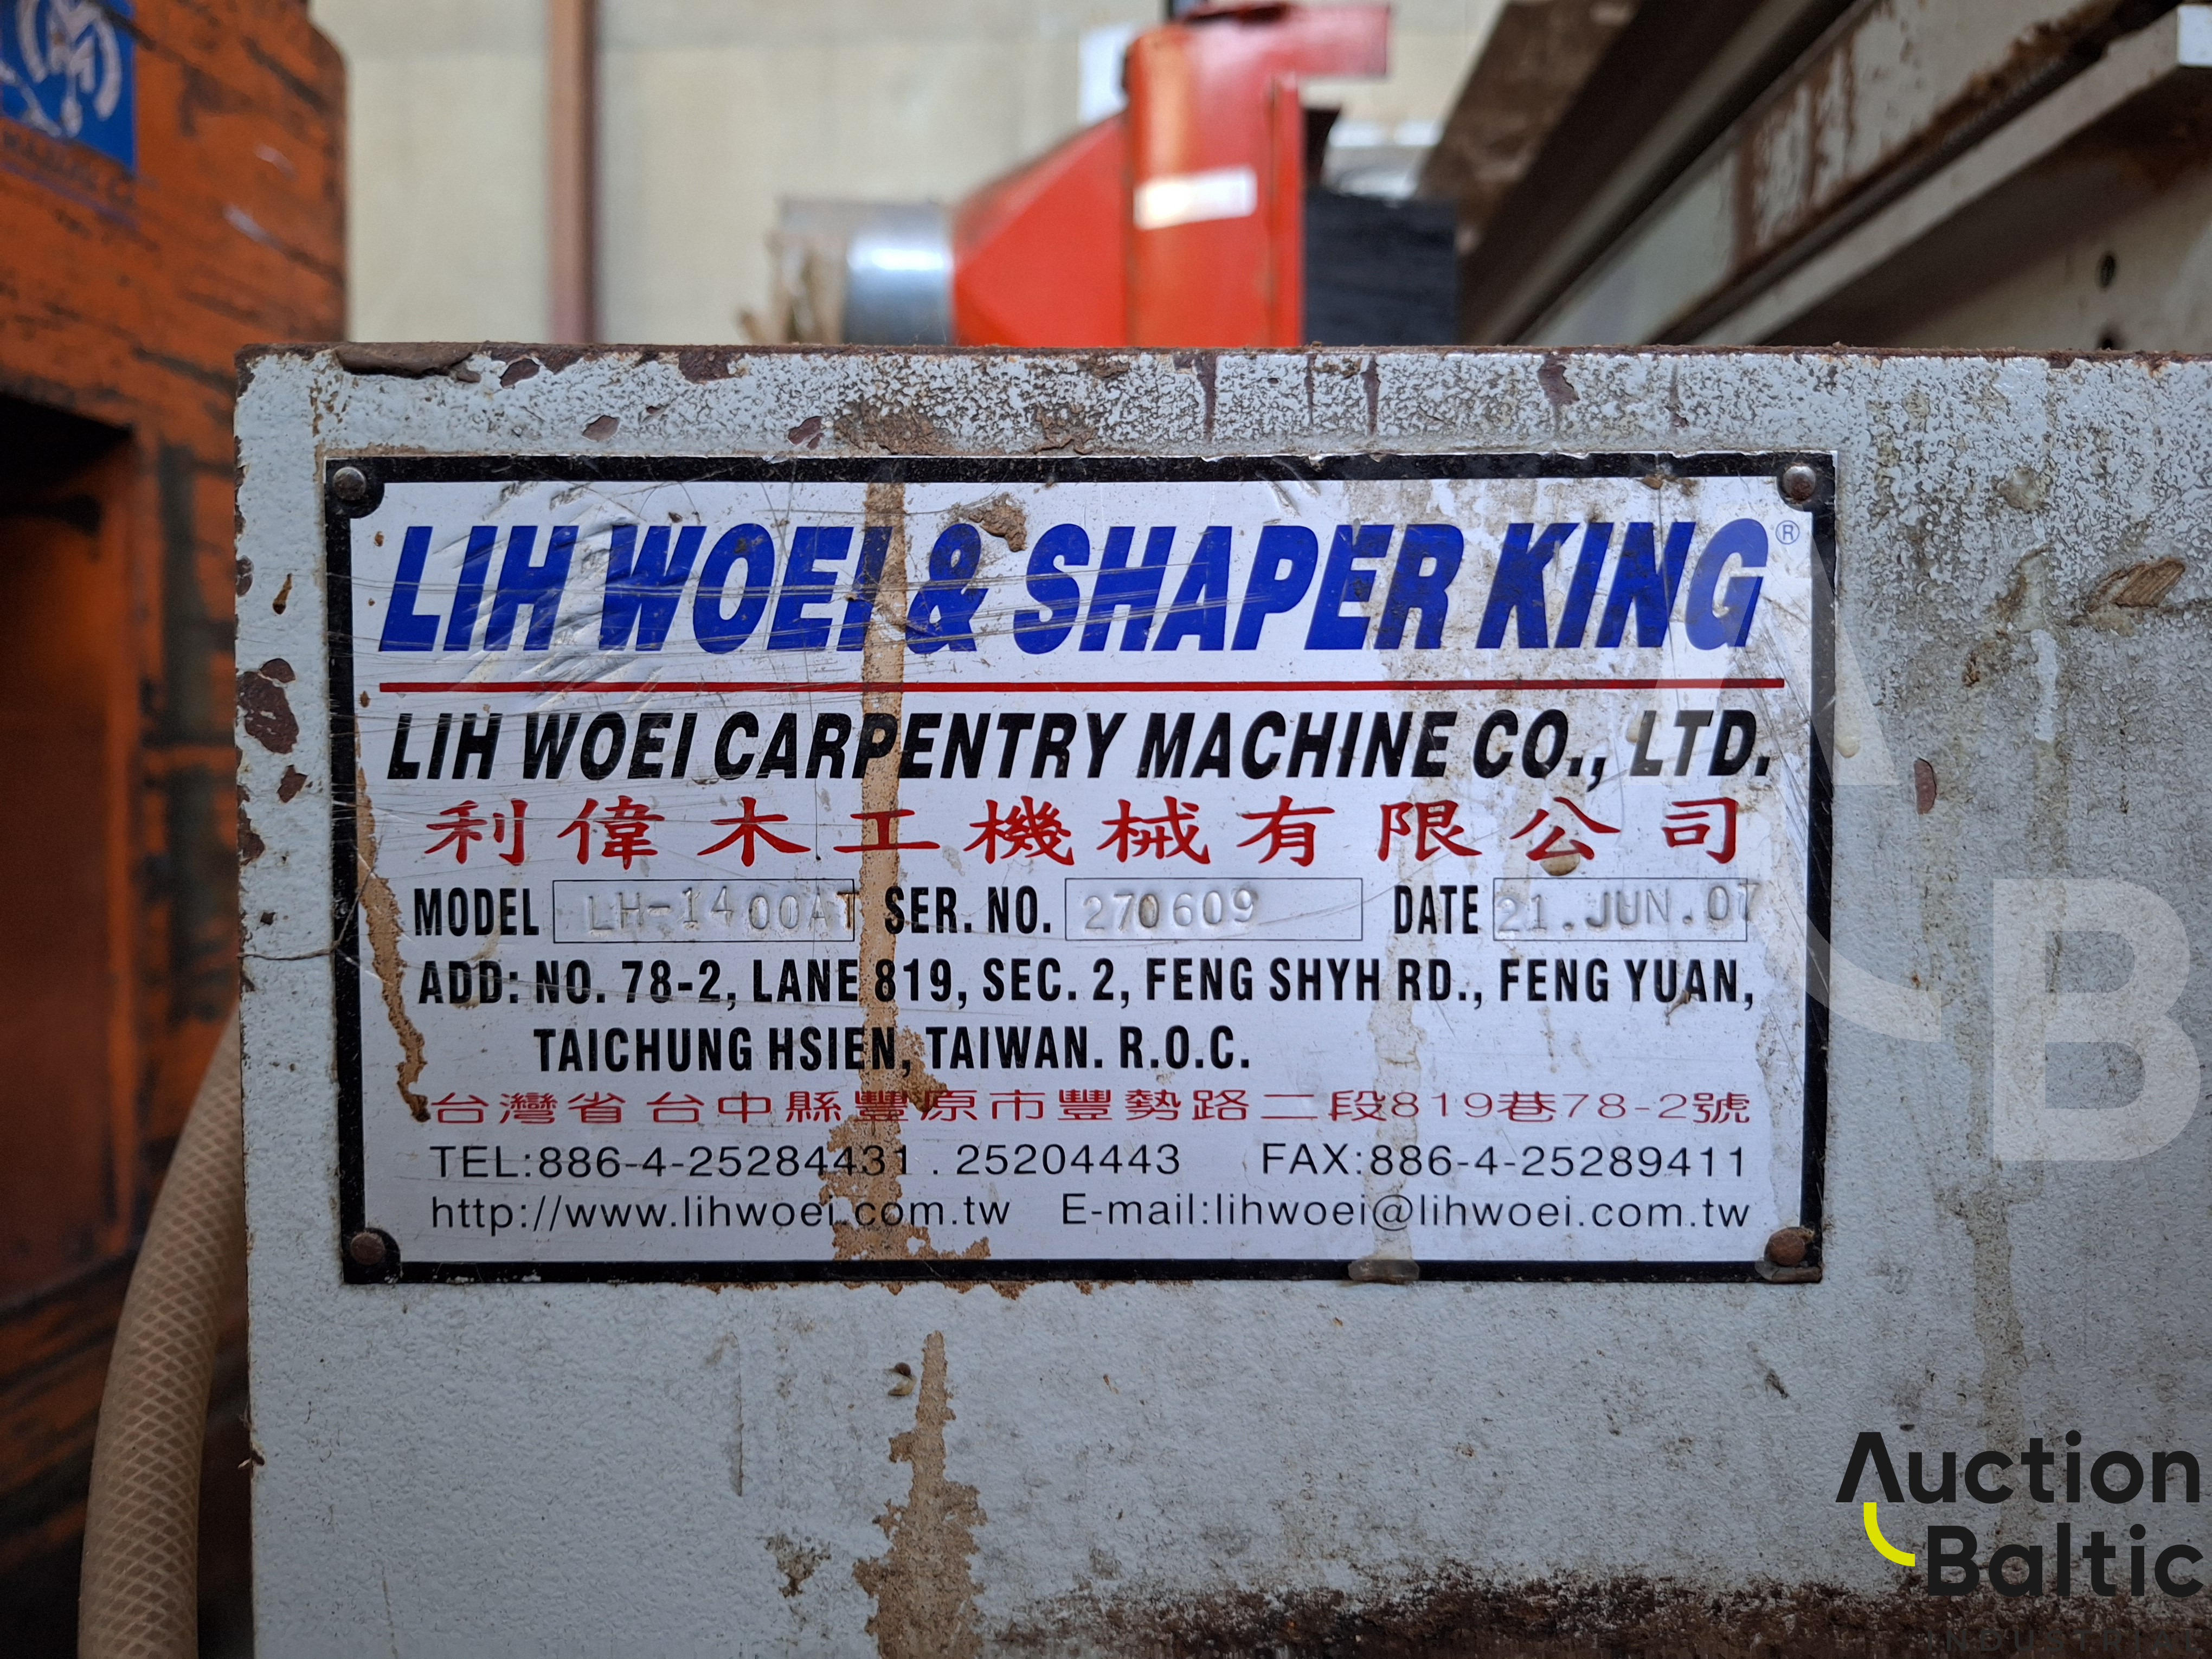 LIH WOEI & SHAPER KING®
LIH WOEI CARPENTRY MACHINE CO., LTD.
利偉木工機械有限公司
MODEL LH-1400AT SER. NO. 270609 DATE 21.JUN.07
ADD: NO. 78-2, LANE 819, SEC. 2, FENG SHYH RD., FENG YUAN,
TAICHUNG HSIEN, TAIWAN. R.O.C.
台灣省台中縣豐原市豐勢路二段819巷78-2號
TEL:886-4-25284431 . 25204443 FAX:886-4-25289411
http://www.lihwoei.com.tw E-mail:lihwoei@lihwoei.com.tw
AB
Auction
Baltic
INDUSTRIAL